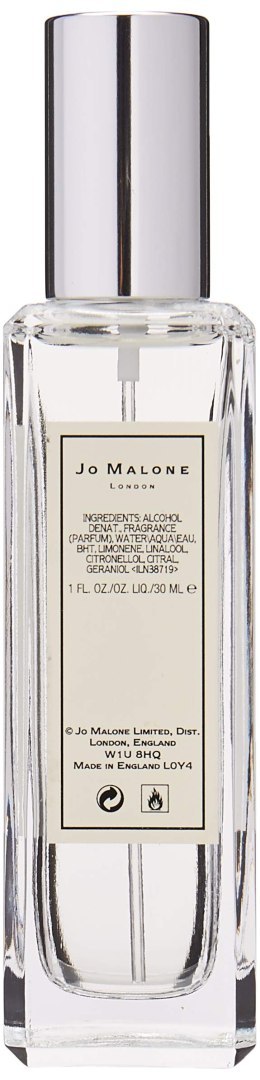 Jo Malone
London
INGREDIENTS: ALCOHOL
DENAT., FRAGRANCE
(PARFUM), WATER\AQUA\EAU,
BHT, LIMONENE, LINALOOL,
CITRONELLOL, CITRAL,
GERANIOL <ILN38719>
1 FL. OZ./OZ. LIQ./30 ML ℮
© Jo Malone Limited, Dist.
London, England
W1U 8HQ
Made in England L0Y4